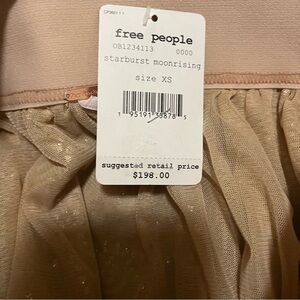 free people
OB1234113 0000
starburst moonrising
size XS
suggested retail price
$198.00